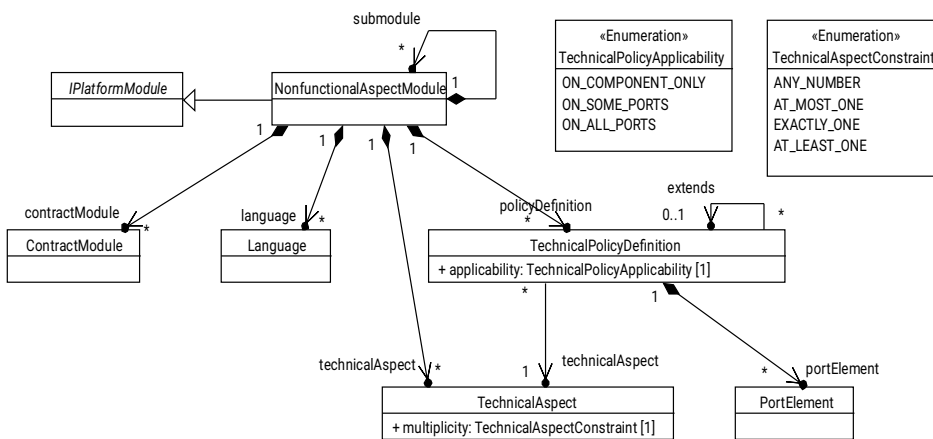 submodule
*
«Enumeration»
TechnicalPolicyApplicability
ON_COMPONENT_ONLY
ON_SOME_PORTS
ON_ALL_PORTS
«Enumeration»
TechnicalAspectConstraint
ANY_NUMBER
AT_MOST_ONE
EXACTLY_ONE
AT_LEAST_ONE
IPlatformModule
NonfunctionalAspectModule
1
1
1
1
1
contractModule
*
language
*
policyDefinition
*
extends
0..1
*
ContractModule
Language
TechnicalPolicyDefinition
+ applicability: TechnicalPolicyApplicability [1]
*
1
technicalAspect
*
1
technicalAspect
*
portElement
TechnicalAspect
+ multiplicity: TechnicalAspectConstraint [1]
PortElement